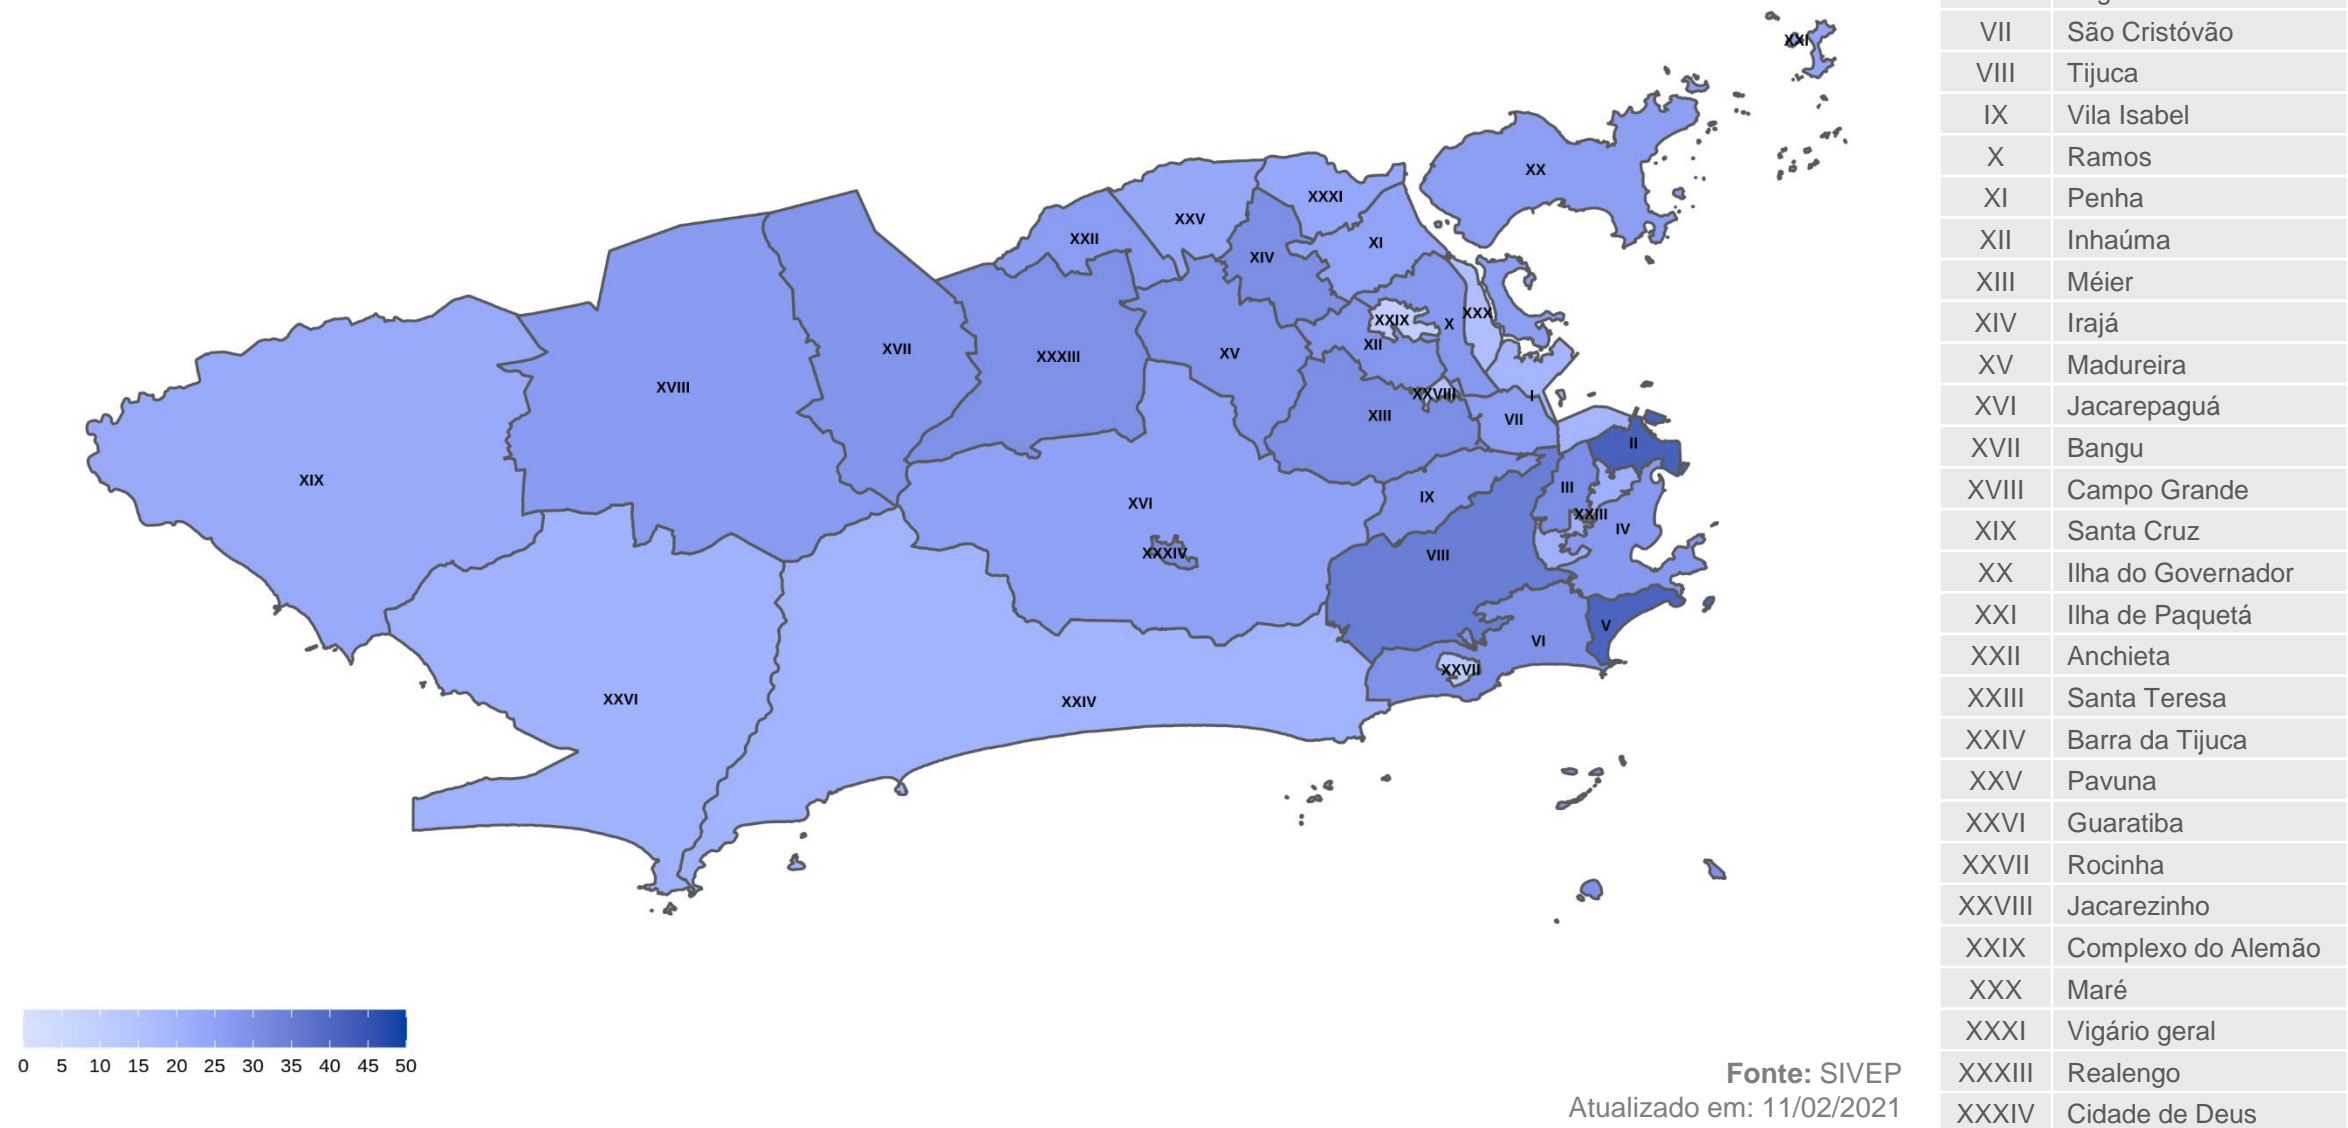 VII São Cristóvão
VIII Tijuca
IX Vila Isabel
X Ramos
XI Penha
XII Inhaúma
XIII Méier
XIV Irajá
XV Madureira
XVI Jacarepaguá
XVII Bangu
XVIII Campo Grande
XIX Santa Cruz
XX Ilha do Governador
XXI Ilha de Paquetá
XXII Anchieta
XXIII Santa Teresa
XXIV Barra da Tijuca
XXV Pavuna
XXVI Guaratiba
XXVII Rocinha
XXVIII Jacarezinho
XXIX Complexo do Alemão
XXX Maré
XXXI Vigário geral
XXXIII Realengo
XXXIV Cidade de Deus
XXI
XX
XXXI
XXV
XXII
XI
XIV
XXX
XXIX
X
XII
XVII
XXXIII
XV
XVIII
XXVIII
I
XIII
VII
II
XIX
III
IX
XVI
XXIII
IV
XXXIV
VIII
V
VI
XXVII
XXVI
XXIV
0 5 10 15 20 25 30 35 40 45 50
Fonte: SIVEP
Atualizado em: 11/02/2021